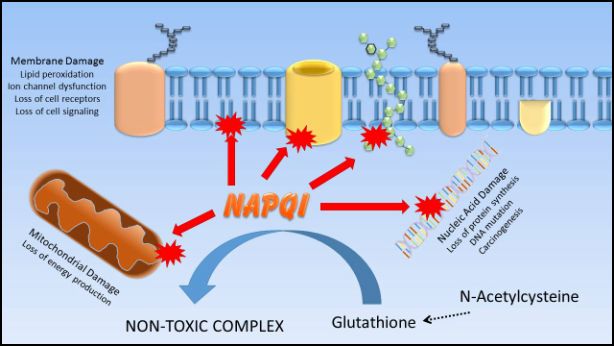 Membrane Damage
Lipid peroxidation
Ion channel dysfunction
Loss of cell receptors
Loss of cell signaling
NAPQI
Nucleic Acid Damage
Loss of protein synthesis
DNA mutation
Carcinogenesis
Mitochondrial Damage
Loss of energy production
N-Acetylcysteine
NON-TOXIC COMPLEX
Glutathione